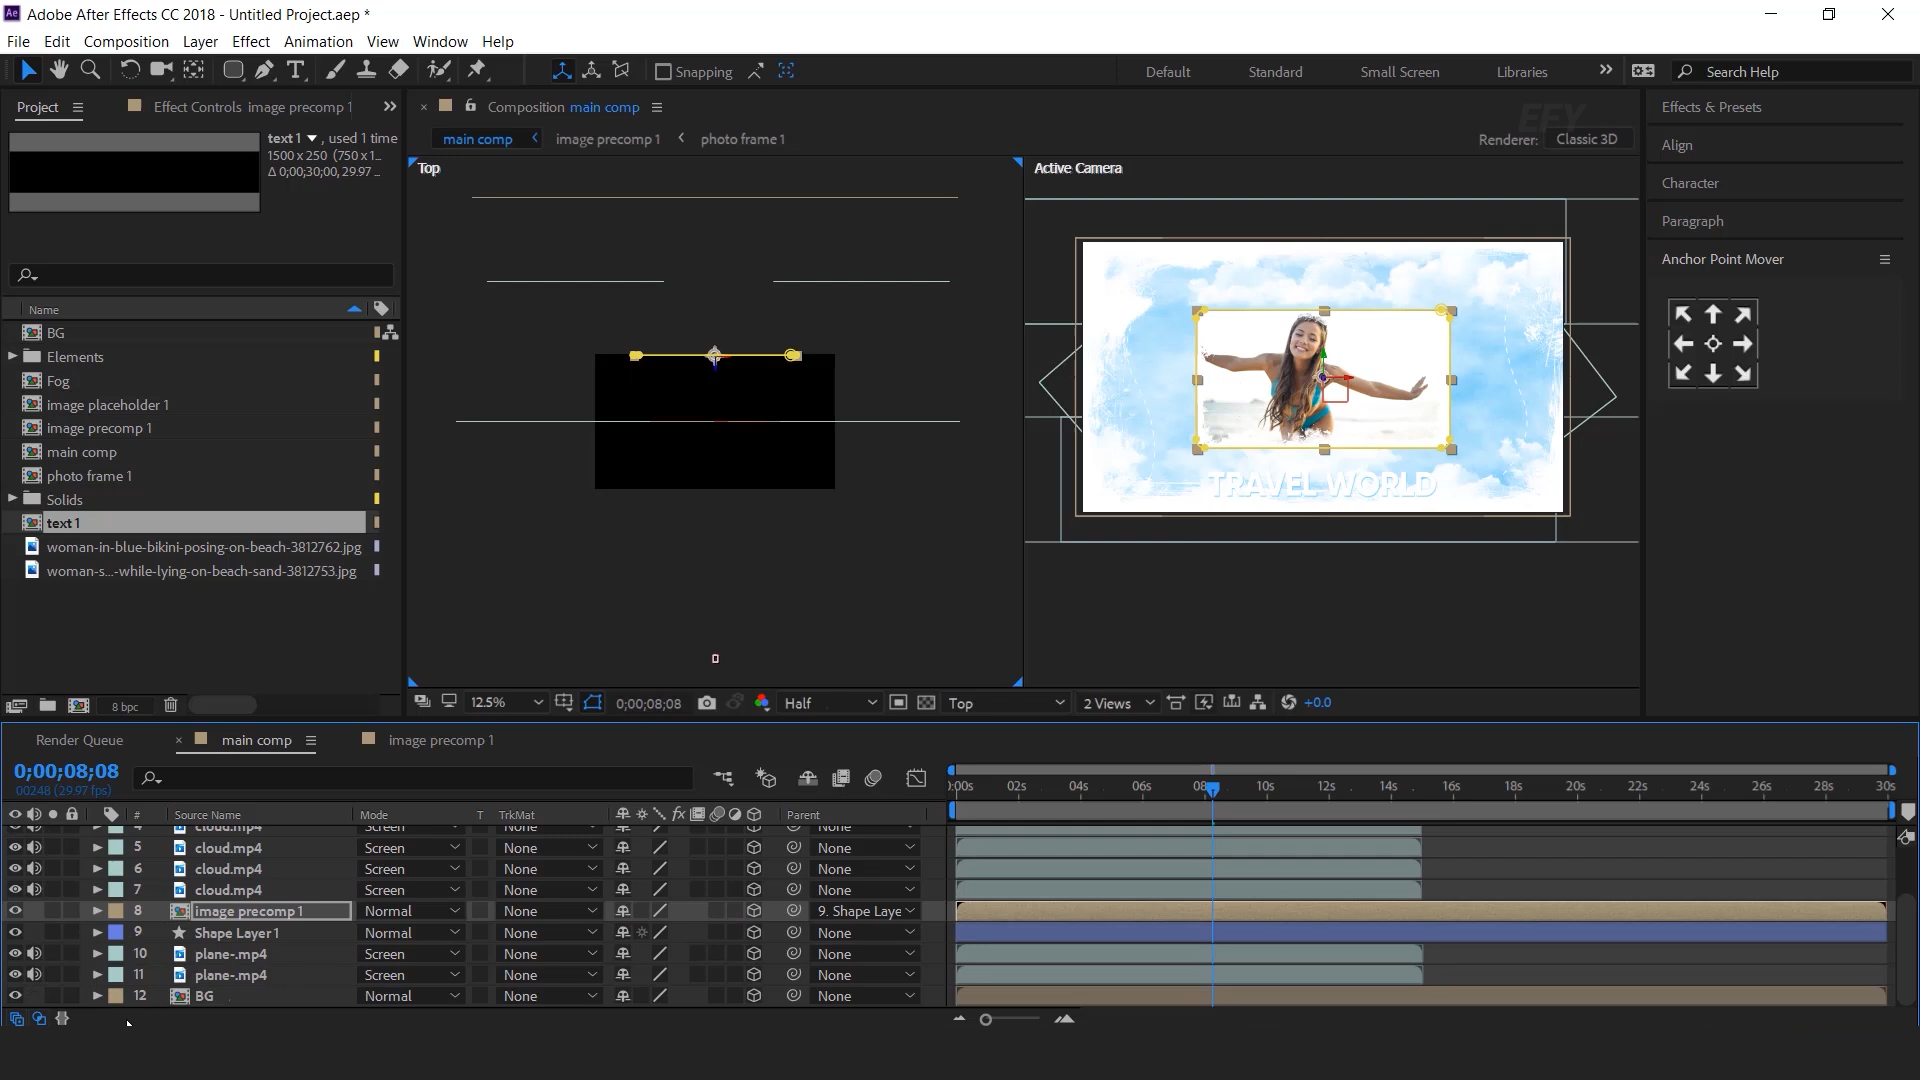 Adobe After Effects CC 2018 - Untitled Project.aep *
File Edit Composition Layer Effect Animation View Window Help
Snapping
Default Standard Small Screen Libraries Search Help
Project Effect Controls image precomp 1
Composition main comp
Effects & Presets
text 1 , used 1 time
1500 x 250 (750 x 1...
Δ 0;00;30;00, 29.97 ...
main comp image precomp 1 photo frame 1
EFY
Renderer: Classic 3D
Align
Top
Active Camera
Character
Paragraph
Anchor Point Mover
Name
BG
Elements
Fog
image placeholder 1
image precomp 1
main comp
photo frame 1
Solids
text 1
woman-in-blue-bikini-posing-on-beach-3812762.jpg
woman-s...-while-lying-on-beach-sand-3812753.jpg
TRAVEL WORLD
8 bpc
12.5% 0;00;08;08 Half Top 2 Views +0.0
Render Queue main comp image precomp 1
0;00;08;08
00248 (29.97 fps)
):00s 02s 04s 06s 08 10s 12s 14s 16s 18s 20s 22s 24s 26s 28s 30s
# Source Name Mode T TrkMat fx Parent
4 cloud.mp4 Screen None None
5 cloud.mp4 Screen None None
6 cloud.mp4 Screen None None
7 cloud.mp4 Screen None None
8 image precomp 1 Normal None 9. Shape Laye
9 Shape Layer 1 Normal None None
10 plane-.mp4 Screen None None
11 plane-.mp4 Screen None None
12 BG Normal None None